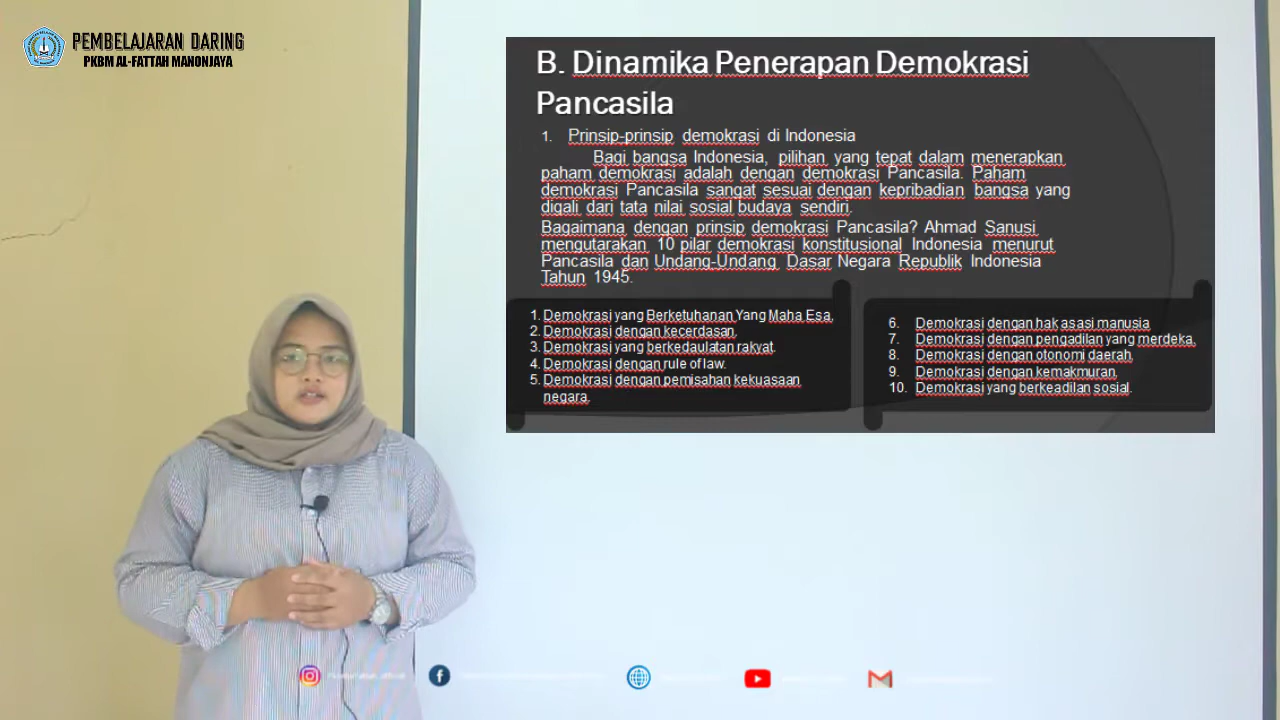 PEMBELAJARAN DARING
PKBM AL-FATTAH MANONJAYA
B. Dinamika Penerapan Demokrasi
Pancasila
1. Prinsip-prinsip demokrasi di Indonesia
Bagi bangsa Indonesia, pilihan yang tepat dalam menerapkan
paham demokrasi adalah dengan demokrasi Pancasila. Paham
demokrasi Pancasila sangat sesuai dengan kepribadian bangsa yang
digali dari tata nilai sosial budaya sendiri.
Bagaimana dengan prinsip demokrasi Pancasila? Ahmad Sanusi
mengutarakan 10 pilar demokrasi konstitusional Indonesia menurut
Pancasila dan Undang-Undang Dasar Negara Republik Indonesia
Tahun 1945.
1. Demokrasi yang Berketuhanan Yang Maha Esa.
2. Demokrasi dengan kecerdasan.
3. Demokrasi yang berkedaulatan rakyat.
4. Demokrasi dengan rule of law.
5. Demokrasi dengan pemisahan kekuasaan
negara.
6. Demokrasi dengan hak asasi manusia
7. Demokrasi dengan pengadilan yang merdeka.
8. Demokrasi dengan otonomi daerah.
9. Demokrasi dengan kemakmuran.
10. Demokrasi yang berkeadilan sosial.